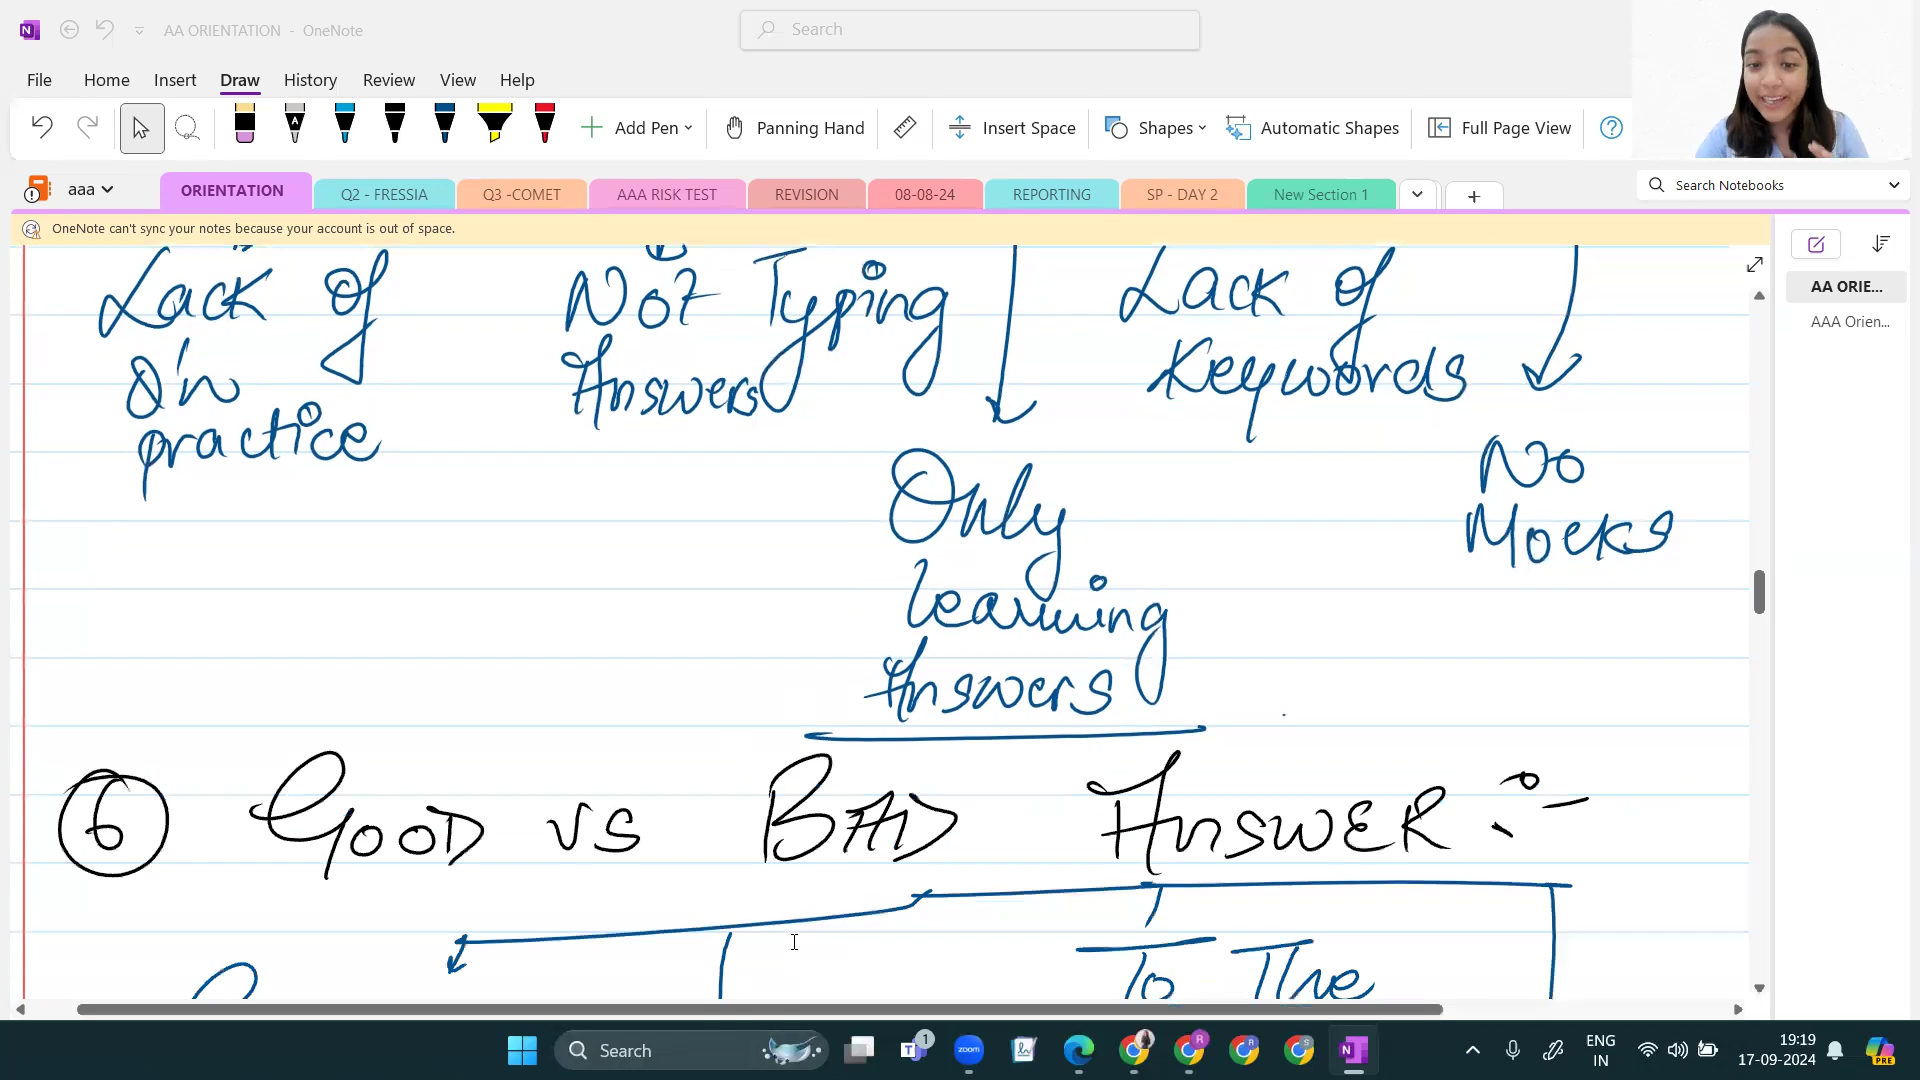 AA ORIENTATION - OneNote
Search
File Home Insert Draw History Review View Help
Add Pen
Panning Hand
Insert Space
Shapes
Automatic Shapes
Full Page View
aaa
ORIENTATION
Q2 - FRESSIA
Q3 -COMET
AAA RISK TEST
REVISION
08-08-24
REPORTING
SP - DAY 2
New Section 1
Search Notebooks
OneNote can't sync your notes because your account is out of space.
AA ORIE...
AAA Orien...
Lack of
Q'n
practice
Not Typing
Answers
Only
learning
Answers
Lack of
Keywords
No
Mocks
6 GOOD VS BAD ANSWER :-
To The
Search
1
zoom
ENG
IN
19:19
17-09-2024
PRE